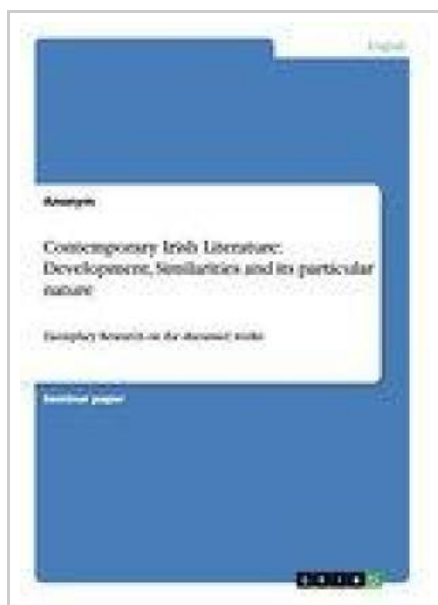 English
Anonym
Contemporary Irish Literature:
Development, Similarities and its particular
nature
Exemplary Research on the discussed works
Seminar paper
GRIN